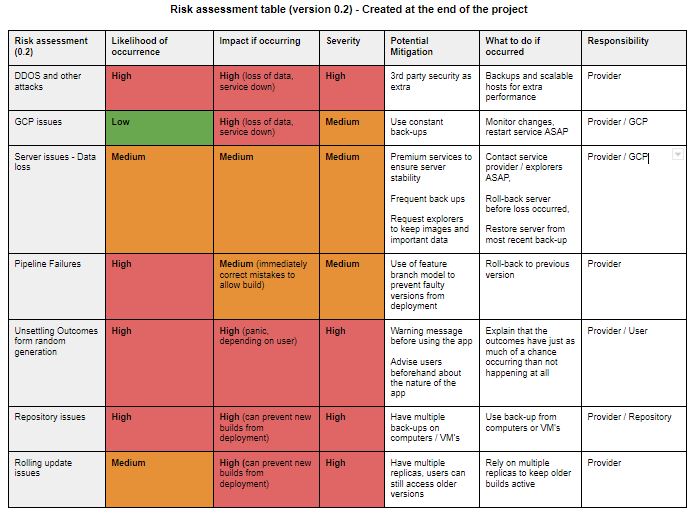 Risk assessment table (version 0.2) - Created at the end of the project
Risk assessment
(0.2)
Likelihood of
occurrence
Impact if occurring
Severity
Potential
Mitigation
What to do if
occurred
Responsibility
DDOS and other
attacks
High
High (loss of data,
service down)
High
3rd party security as
extra
Backups and scalable
hosts for extra
performance
Provider
GCP issues
Low
High (loss of data,
service down)
Medium
Use constant
back-ups
Monitor changes,
restart service ASAP
Provider / GCP
Server issues - Data
loss
Medium
Medium
Medium
Premium services to
ensure server
stability
Frequent back ups
Request explorers
to keep images and
important data
Contact service
provider / explorers
ASAP,
Roll-back server
before loss occurred,
Restore server from
most recent back-up
Provider / GCP
Pipeline Failures
High
Medium (immediately
correct mistakes to
allow build)
Medium
Use of feature
branch model to
prevent faulty
versions from
deployment
Roll-back to previous
version
Provider
Unsettling Outcomes
form random
generation
High
High (panic,
depending on user)
High
Warning message
before using the app
Advise users
beforehand about
the nature of the
app
Explain that the
outcomes have just as
much of a chance
occurring than not
happening at all
Provider / User
Repository issues
High
High (can prevent new
builds from
deployment)
High
Have multiple
back-ups on
computers / VM's
Use back-up from
computers or VM's
Provider / Repository
Rolling update
issues
Medium
High (can prevent new
builds from
deployment)
High
Have multiple
replicas, users can
still access older
versions
Rely on multiple
replicas to keep older
builds active
Provider